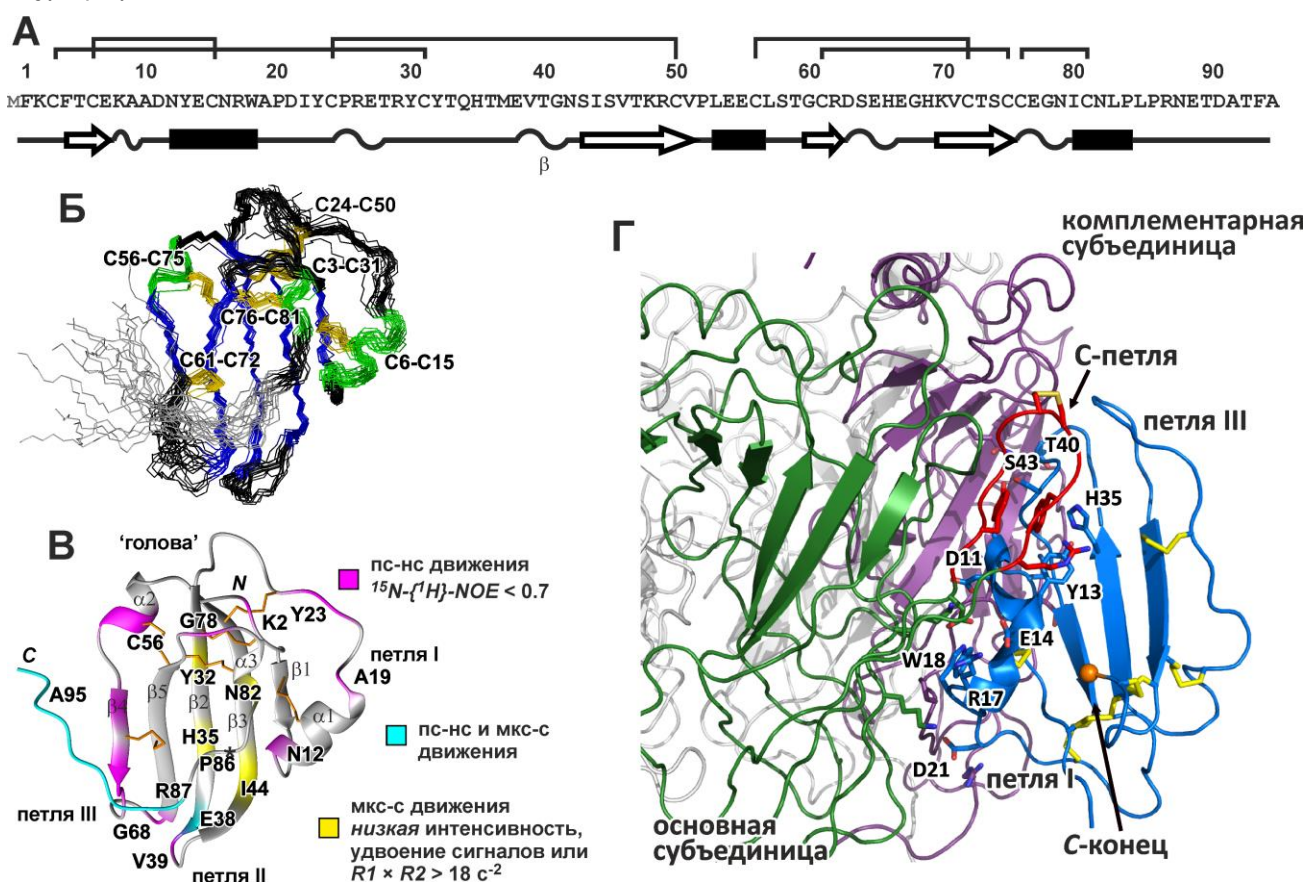 А
1 10 20 30 40 50 60 70 80 90
MFKCFTCEKAADNYECNRWAPDIYCPRETRYCYTQHTMEVTGNSISVTKRCVPLEECLSTGCRDSEHEGHKVCTSCCEGNICNLPLPRNETDATFA
β
Б
C24-C50
C56-C75
C3-C31
C76-C81
C61-C72
C6-C15
В
'голова'
N
α2
G78
K2
Y23
C56
α3
петля I
C
A95
Y32
β1
A19
β5
β2
N82
β4
β3
α1
H35
N12
P86
*
R87
I44
петля III
E38
G68
V39
петля II
пс-нс движения
15N-{1H}-NOE < 0.7
пс-нс и мкс-с
движения
мкс-с движения
низкая интенсивность,
удвоение сигналов или
R1 × R2 > 18 с-2
Г
комплементарная
субъединица
С-петля
петля III
T40
S43
H35
D11
Y13
E14
W18
R17
D21
петля I
основная
субъединица
С-конец